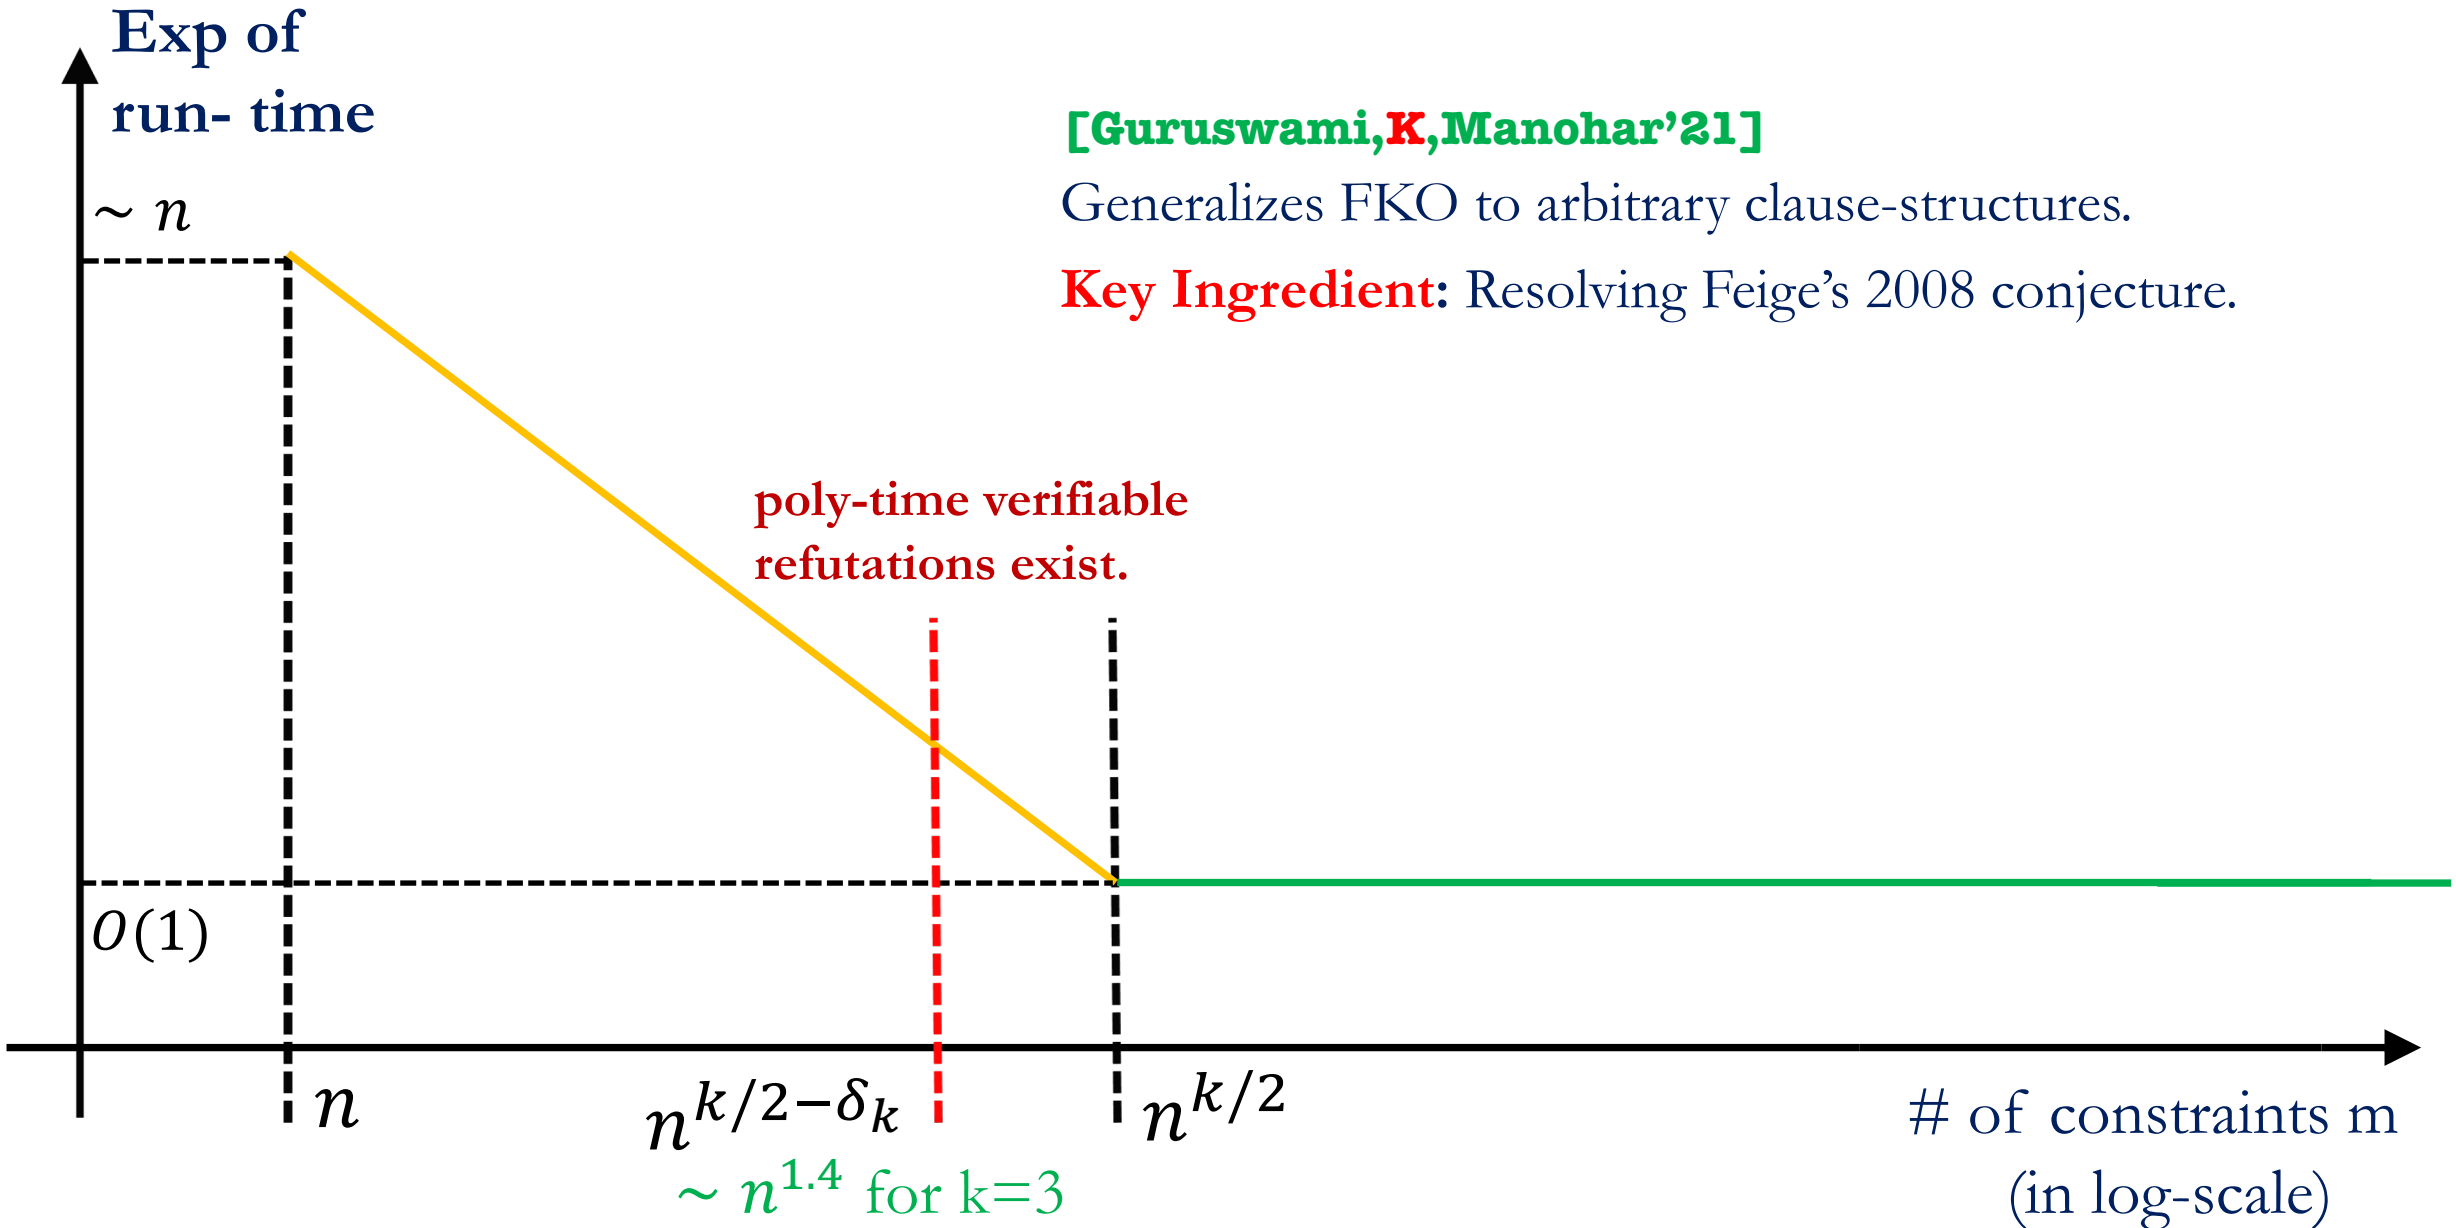 Exp of
run- time
[Guruswami,K,Manohar’21]
Generalizes FKO to arbitrary clause-structures.
Key Ingredient: Resolving Feige’s 2008 conjecture.
~ n
poly-time verifiable
refutations exist.
O(1)
n
n^{k/2−δ_k}
n^{k/2}
# of constraints m
(in log-scale)
~ n^{1.4} for k=3